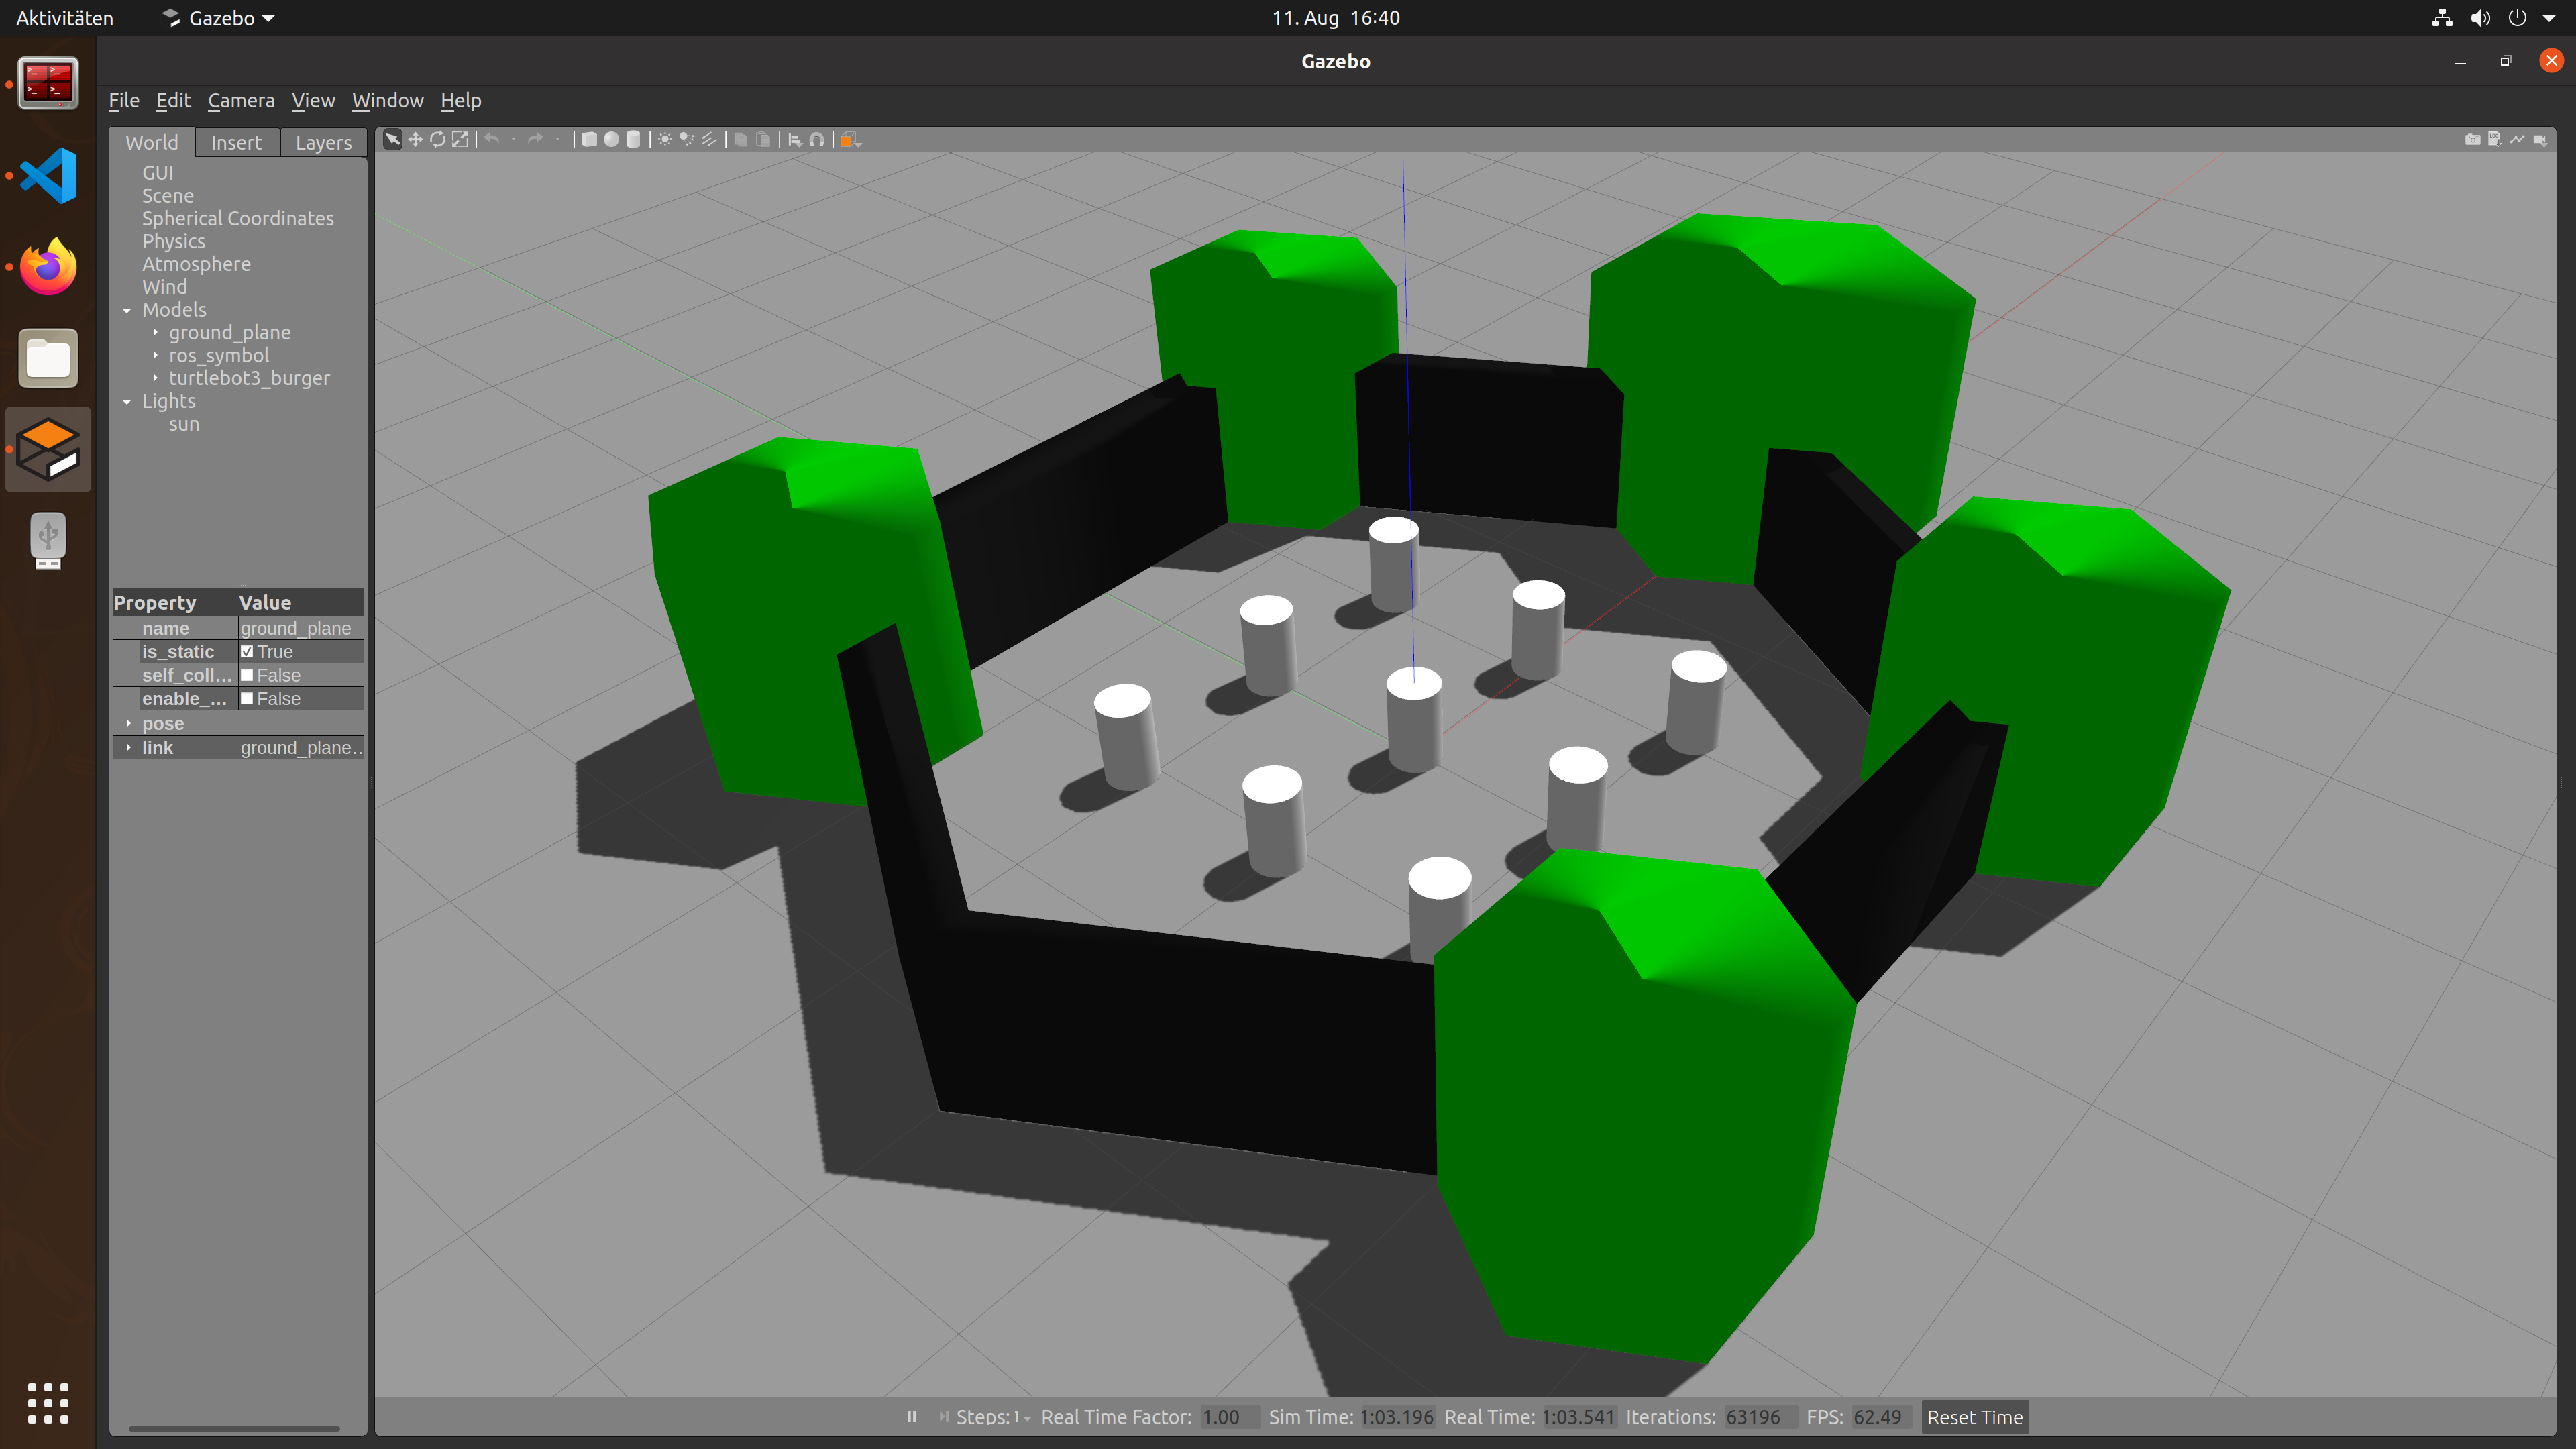 Aktivitäten Gazebo 11. Aug 16:40
Gazebo
File Edit Camera View Window Help
World Insert Layers
GUI
Scene
Spherical Coordinates
Physics
Atmosphere
Wind
Models
ground_plane
ros_symbol
turtlebot3_burger
Lights
sun
Property Value
name ground_plane
is_static True
self_coll... False
enable_... False
pose
link ground_plane..
Steps: 1 Real Time Factor: 1.00 Sim Time: 1:03.196 Real Time: 1:03.541 Iterations: 63196 FPS: 62.49 Reset Time